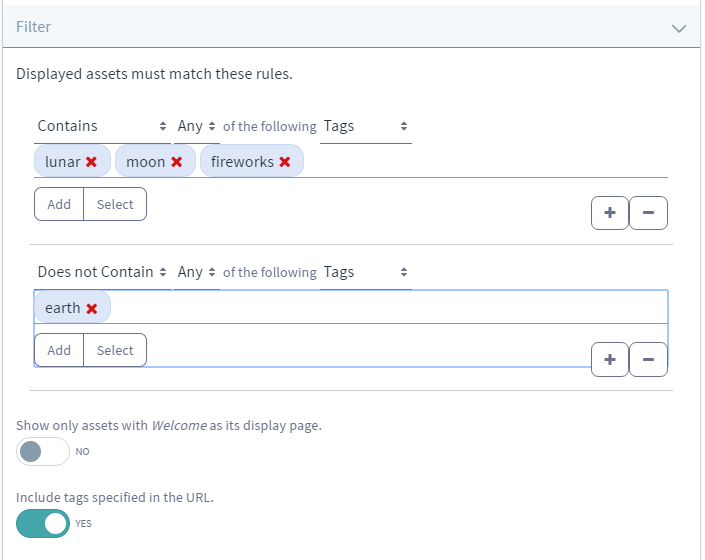 Filter
Displayed assets must match these rules.
Contains Any of the following Tags
lunar moon fireworks
Add Select
Does not Contain Any of the following Tags
earth
Add Select
Show only assets with Welcome as its display page.
NO
Include tags specified in the URL.
YES